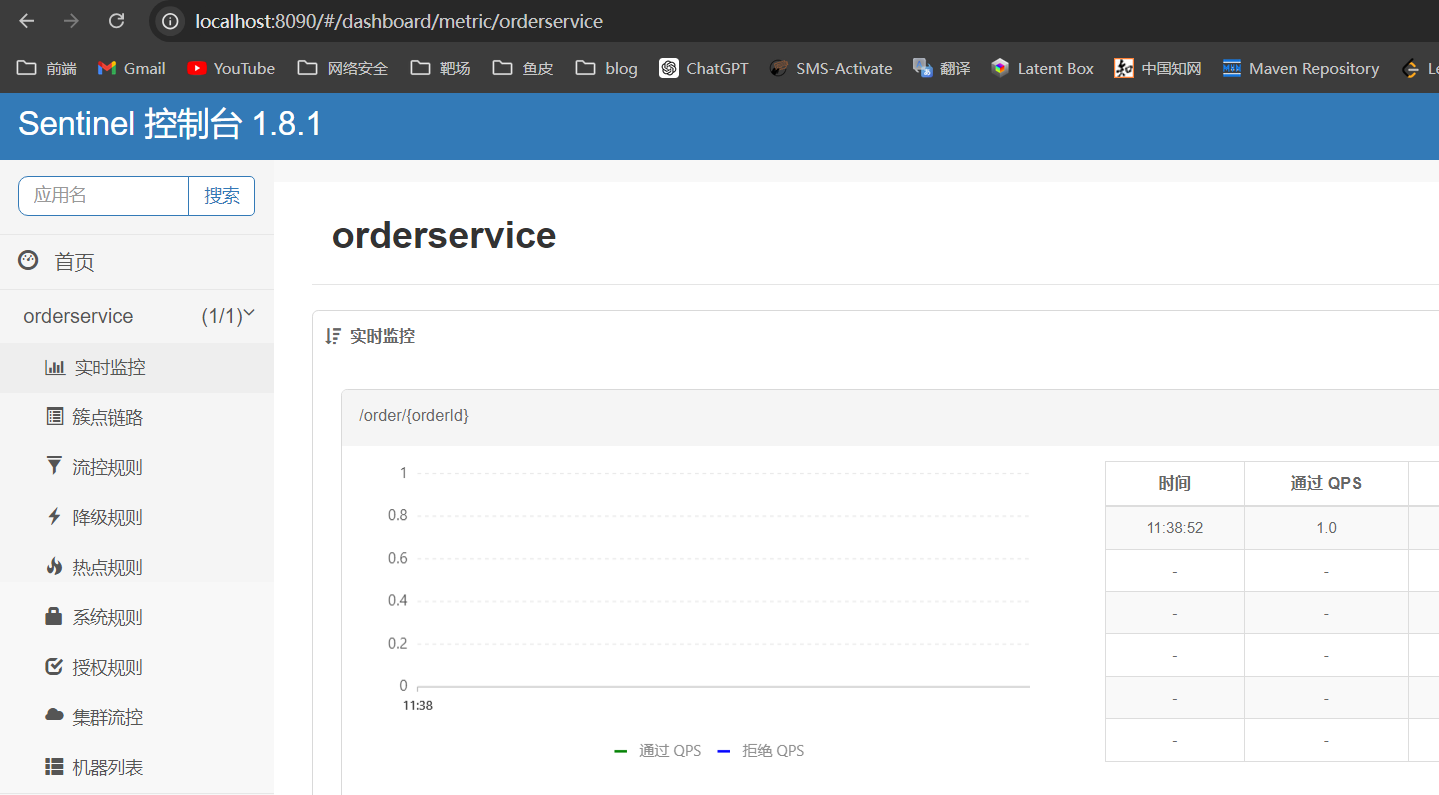 localhost:8090/#/dashboard/metric/orderservice
前端 Gmail YouTube 网络安全 靶场 鱼皮 blog ChatGPT SMS-Activate 翻译 Latent Box 中国知网 Maven Repository
Sentinel 控制台 1.8.1
应用名 搜索
首页
orderservice (1/1)
实时监控
簇点链路
流控规则
降级规则
热点规则
系统规则
授权规则
集群流控
机器列表
orderservice
实时监控
/order/{orderId}
1
0.8
0.6
0.4
0.2
0
11:38
通过 QPS 拒绝 QPS
时间 通过 QPS
11:38:52 1.0
- -
- -
- -
- -
- -